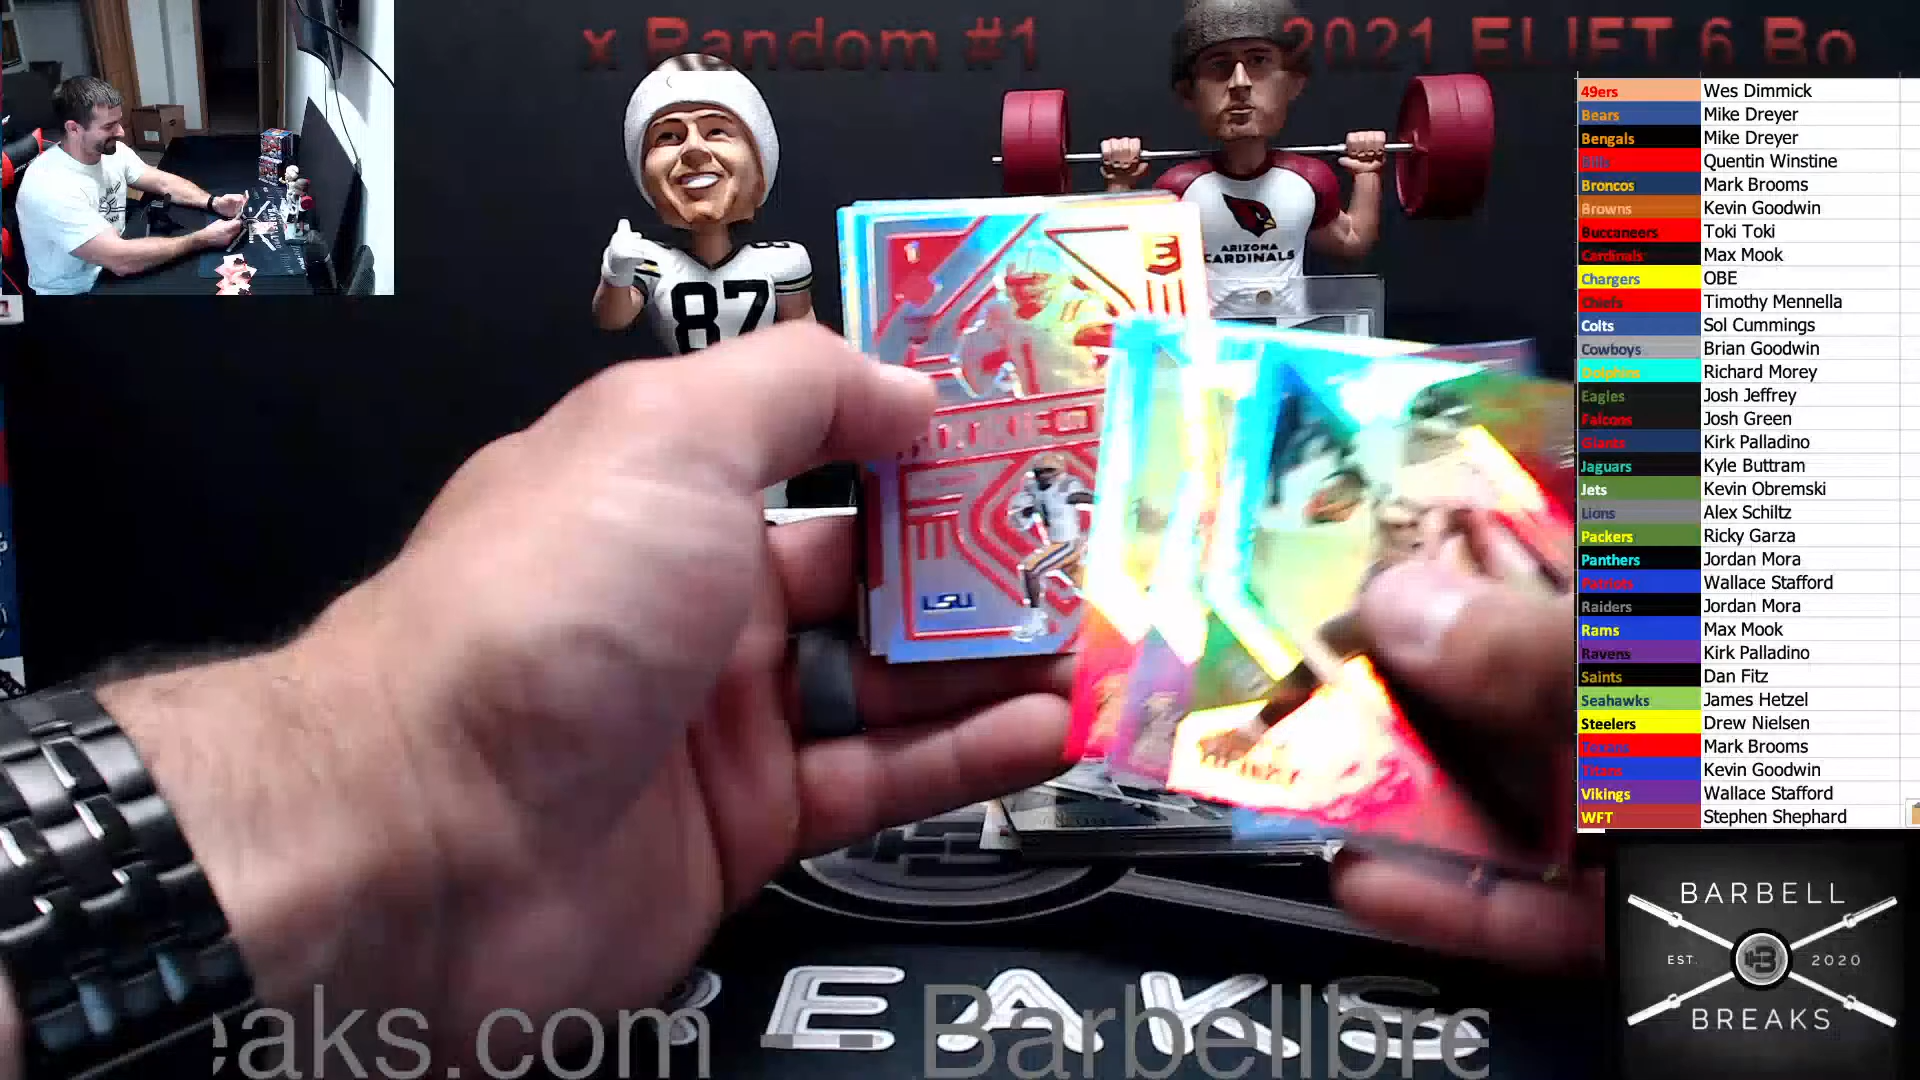 x Random #1
2021 ELIFT 6 Bo
87
ARIZONA
CARDINALS
E
LSU
49ers Wes Dimmick
Bears Mike Dreyer
Bengals Mike Dreyer
Bills Quentin Winstine
Broncos Mark Brooms
Browns Kevin Goodwin
Buccaneers Toki Toki
Cardinals Max Mook
Chargers OBE
Chiefs Timothy Mennella
Colts Sol Cummings
Cowboys Brian Goodwin
Dolphins Richard Morey
Eagles Josh Jeffrey
Falcons Josh Green
Giants Kirk Palladino
Jaguars Kyle Buttram
Jets Kevin Obremski
Lions Alex Schiltz
Packers Ricky Garza
Panthers Jordan Mora
Patriots Wallace Stafford
Raiders Jordan Mora
Rams Max Mook
Ravens Kirk Palladino
Saints Dan Fitz
Seahawks James Hetzel
Steelers Drew Nielsen
Texans Mark Brooms
Titans Kevin Goodwin
Vikings Wallace Stafford
WFT Stephen Shephard
BARBELL
EST. B 2020
BREAKS
BREAKS
eaks.com Barbellbre